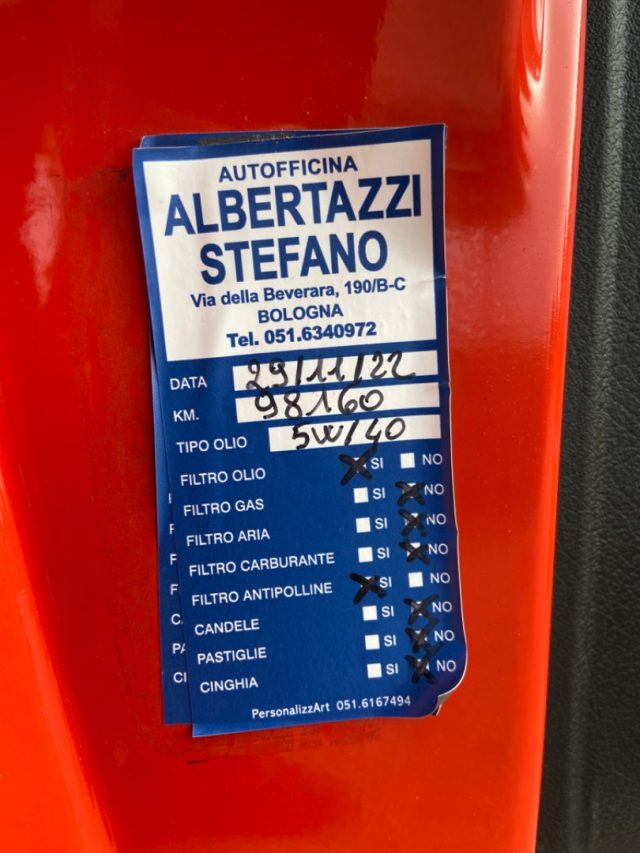 AUTOFFICINA
ALBERTAZZI
STEFANO
Via della Beverara, 190/B-C
BOLOGNA
Tel. 051.6340972
DATA 29/11/22
KM. 98160
TIPO OLIO 5W/40
FILTRO OLIO SI NO
FILTRO GAS SI NO
FILTRO ARIA SI NO
FILTRO CARBURANTE SI NO
FILTRO ANTIPOLLINE SI NO
CANDELE SI NO
PASTIGLIE SI NO
CINGHIA SI NO
PersonalizzArt 051.6167494